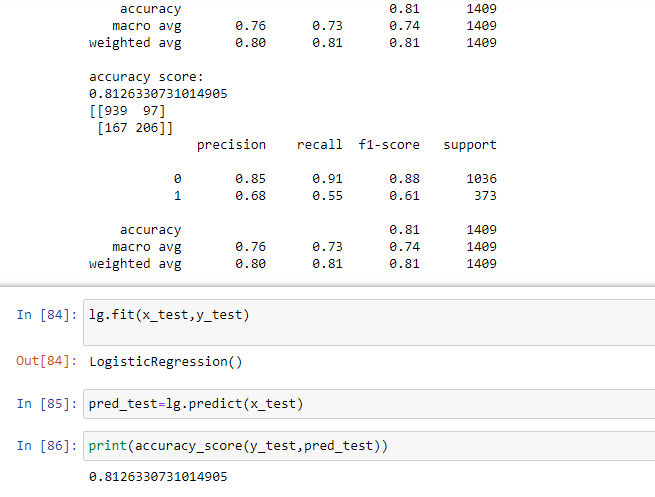 accuracy 0.81 1409
macro avg 0.76 0.73 0.74 1409
weighted avg 0.80 0.81 0.81 1409
accuracy score:
0.8126330731014905
[[939 97]
[167 206]]
precision recall f1-score support
0 0.85 0.91 0.88 1036
1 0.68 0.55 0.61 373
accuracy 0.81 1409
macro avg 0.76 0.73 0.74 1409
weighted avg 0.80 0.81 0.81 1409
In [84]: lg.fit(x_test,y_test)
Out[84]: LogisticRegression()
In [85]: pred_test=lg.predict(x_test)
In [86]: print(accuracy_score(y_test,pred_test))
0.8126330731014905